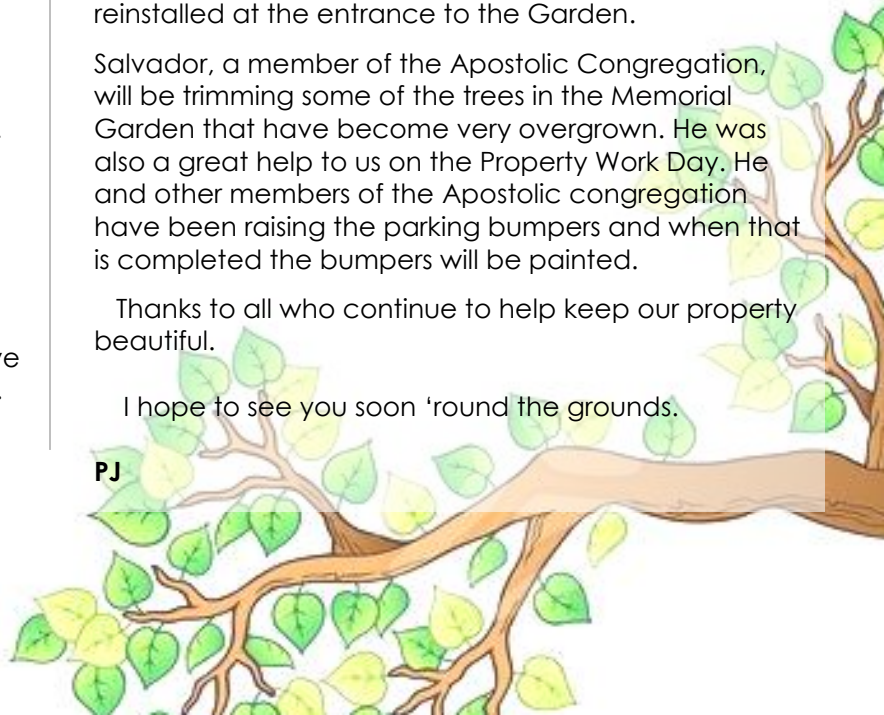 reinstalled at the entrance to the Garden.
Salvador, a member of the Apostolic Congregation,
will be trimming some of the trees in the Memorial
Garden that have become very overgrown. He was
also a great help to us on the Property Work Day. He
and other members of the Apostolic congregation
have been raising the parking bumpers and when that
is completed the bumpers will be painted.
Thanks to all who continue to help keep our property
beautiful.
I hope to see you soon ‘round the grounds.
PJ